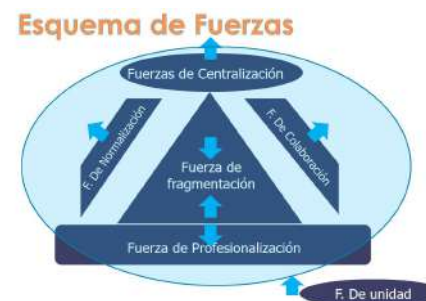 Esquema de Fuerzas
Fuerzas de Centralización
F. De Normalización
F. De Colaboración
Fuerza de
fragmentación
Fuerza de Profesionalización
F. De unidad